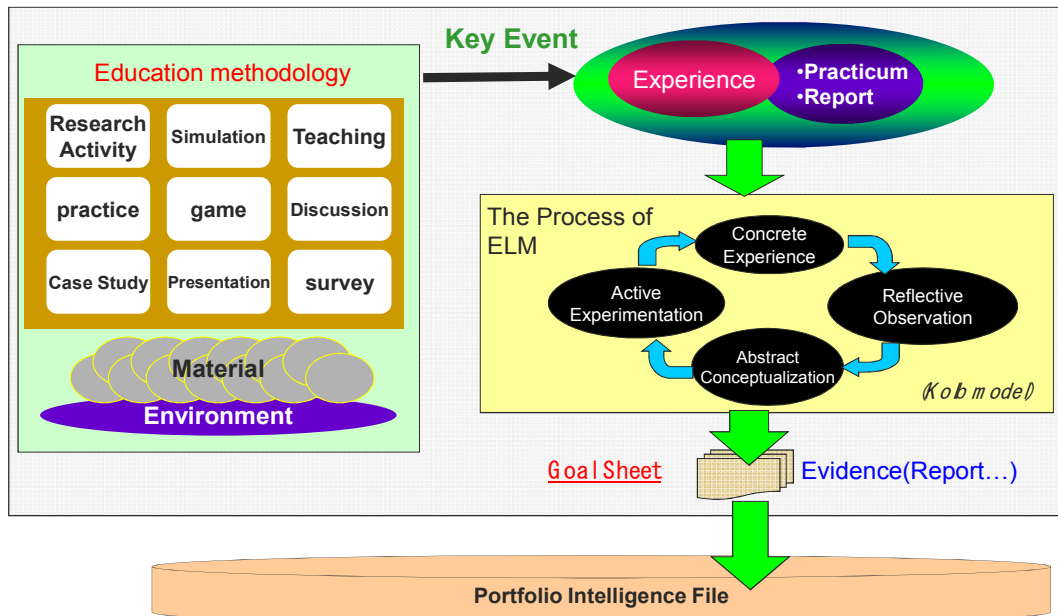 Key Event
Education methodology
Research
Activity
Simulation
Teaching
practice
game
Discussion
Case Study
Presentation
survey
Material
Environment
Experience
•Practicum
•Report
The Process of
ELM
Concrete
Experience
Reflective
Observation
Abstract
Conceptualization
Active
Experimentation
(Kolb model)
Goal Sheet
Evidence(Report…)
Portfolio Intelligence File